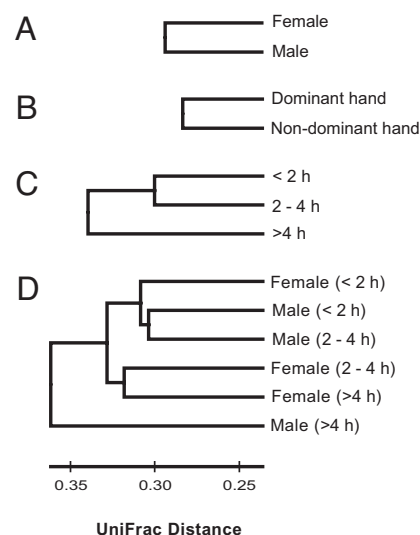 A
Female
Male
B
Dominant hand
Non-dominant hand
C
< 2 h
2 - 4 h
>4 h
D
Female (< 2 h)
Male (< 2 h)
Male (2 - 4 h)
Female (2 - 4 h)
Female (>4 h)
Male (>4 h)
0.35 0.30 0.25
UniFrac Distance